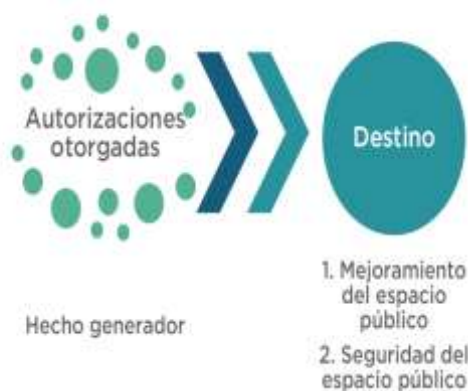 Autorizaciones
otorgadas
Destino
Hecho generador
1. Mejoramiento
del espacio
público
2. Seguridad del
espacio público